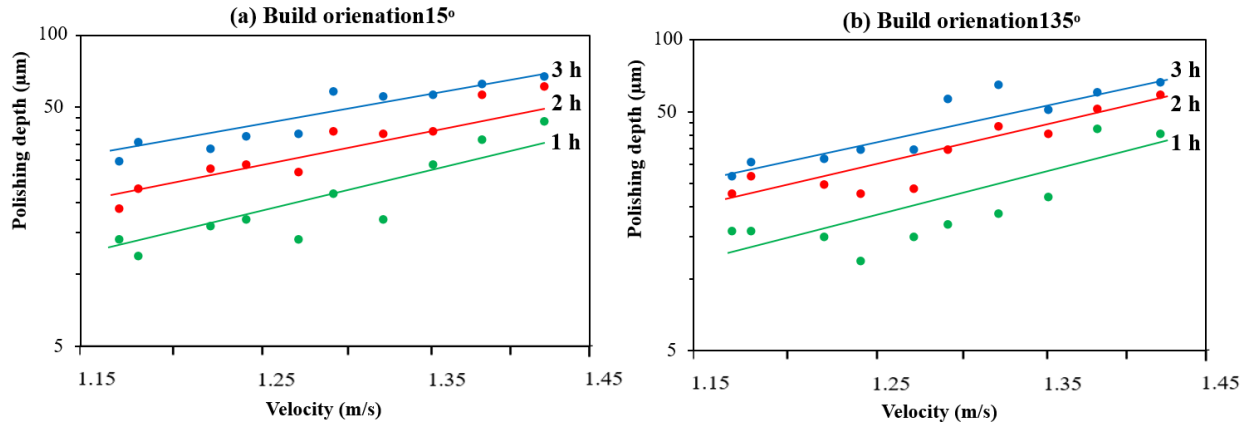 (a) Build orienation15°
100
50
5
Polishing depth (µm)
3 h
2 h
1 h
1.15
1.25
1.35
1.45
Velocity (m/s)
(b) Build orienation135°
100
50
5
Polishing depth (µm)
3 h
2 h
1 h
1.15
1.25
1.35
1.45
Velocity (m/s)